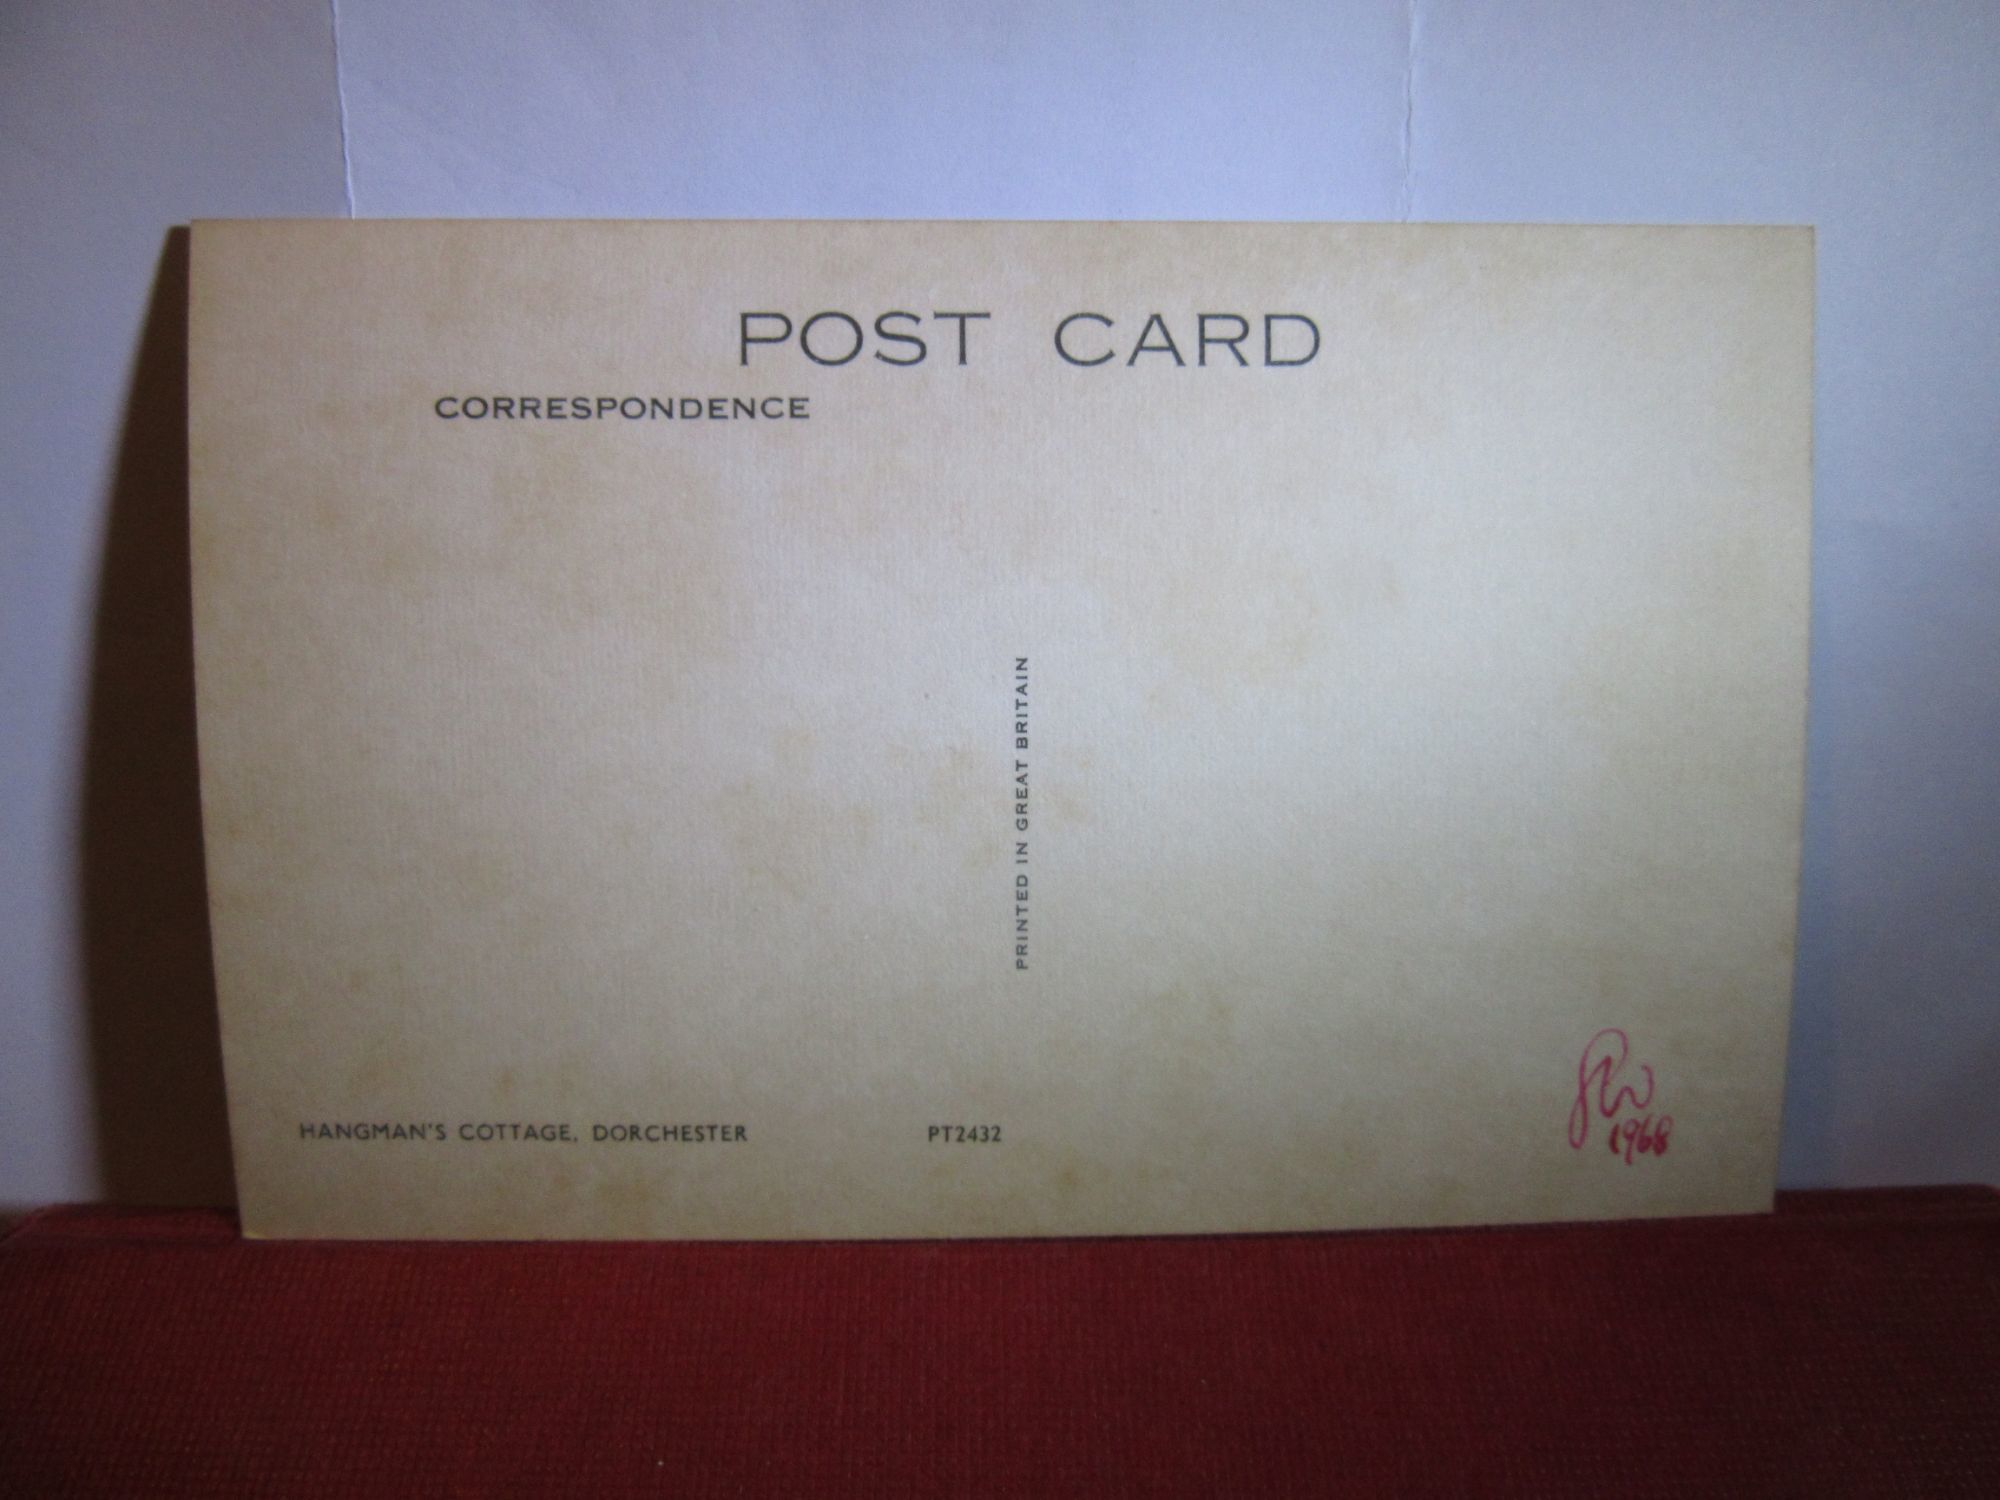 POST CARD
CORRESPONDENCE
PRINTED IN GREAT BRITAIN
HANGMAN'S COTTAGE, DORCHESTER
PT2432
1968